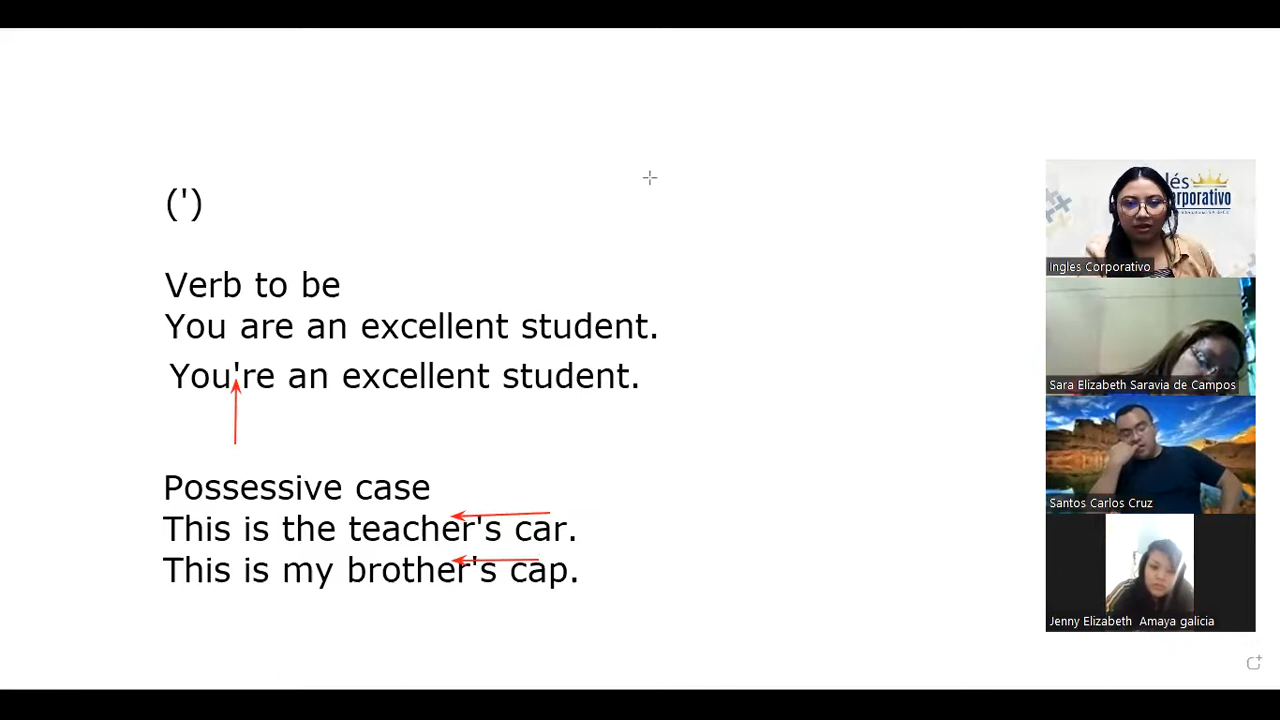 (')
Verb to be
You are an excellent student.
You're an excellent student.
Possessive case
This is the teacher's car.
This is my brother's cap.
lés
rporativo
Ingles Corporativo
Sara Elizabeth Saravia de Campos
Santos Carlos Cruz
Jenny Elizabeth Amaya galicia